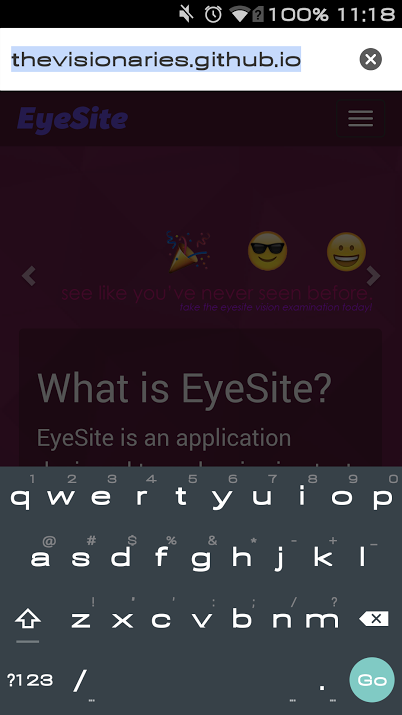 100% 11:18
thevisionaries.github.io
EyeSite
see like you've never seen before.
take the eyesite vision examination today!
What is EyeSite?
EyeSite is an application
1 2 3 4 5 6 7 8 9 0
q w e r t y u i o p
@ # $ % & * - + _
a s d f g h j k l
! " ' : ; / ?
z x c v b n m
?123 / ... ... . ... Go